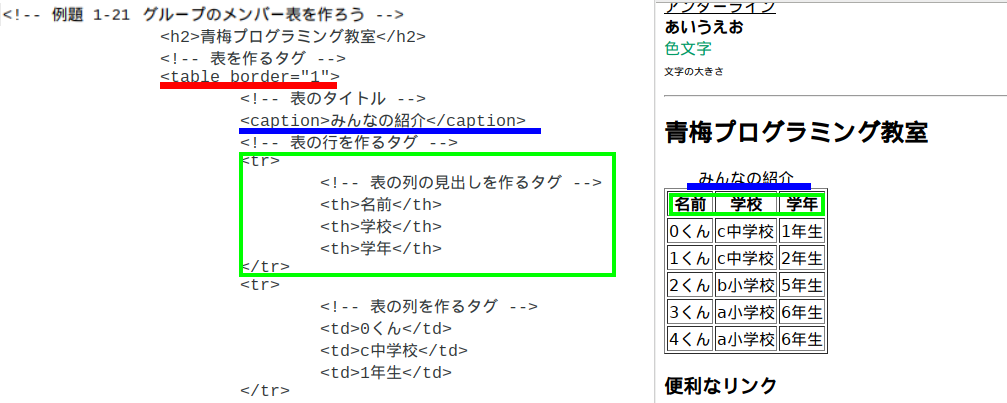 <!-- 例題 1-21 グループのメンバー表を作ろう -->
<h2>青梅プログラミング教室</h2>
<!-- 表を作るタグ -->
<table border="1">
<!-- 表のタイトル -->
<caption>みんなの紹介</caption>
<!-- 表の行を作るタグ -->
<tr>
<!-- 表の列の見出しを作るタグ -->
<th>名前</th>
<th>学校</th>
<th>学年</th>
</tr>
<tr>
<!-- 表の列を作るタグ -->
<td>0くん</td>
<td>c中学校</td>
<td>1年生</td>
</tr>
アンダーライン
あいうえお
色文字
文字の大きさ
青梅プログラミング教室
みんなの紹介
名前 学校 学年
0くん c中学校 1年生
1くん c中学校 2年生
2くん b小学校 5年生
3くん a小学校 6年生
4くん a小学校 6年生
便利なリンク